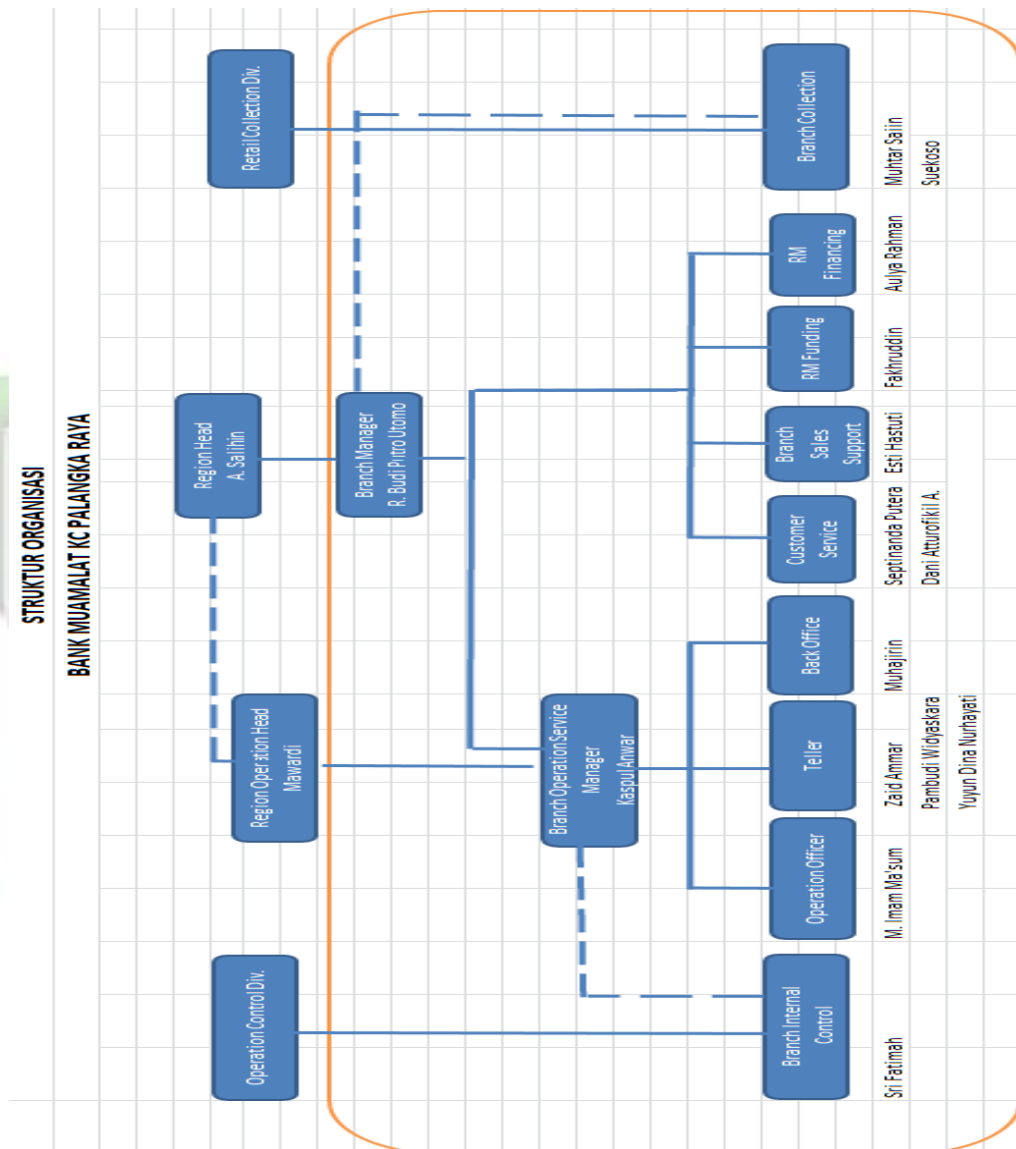 STRUKTUR ORGANISASI
BANK MUAMALAT KC PALANGKA RAYA
Region Head
A. Salihin
Operation Control Div.
Region Operation Head
Mawardi
Retail Collection Div.
Branch Manager
R. Budi Putro Utomo
Branch Operation Service
Manager
Kaspul Anwar
Branch Internal
Control
Operation Officer
Teller
Back Office
Customer
Service
Branch
Sales
Support
RM Funding
RM
Financing
Branch Collection
Sri Fatimah
M. Imam Ma'sum
Zaid Ammar
Pambudi Widyaskara
Yuyun Dina Nurhayati
Muhajirin
Septinanda Putera
Dani Atturofikil A.
Esti Hastuti
Fakhruddin
Aulya Rahman
Muhtar Saiin
Suekoso